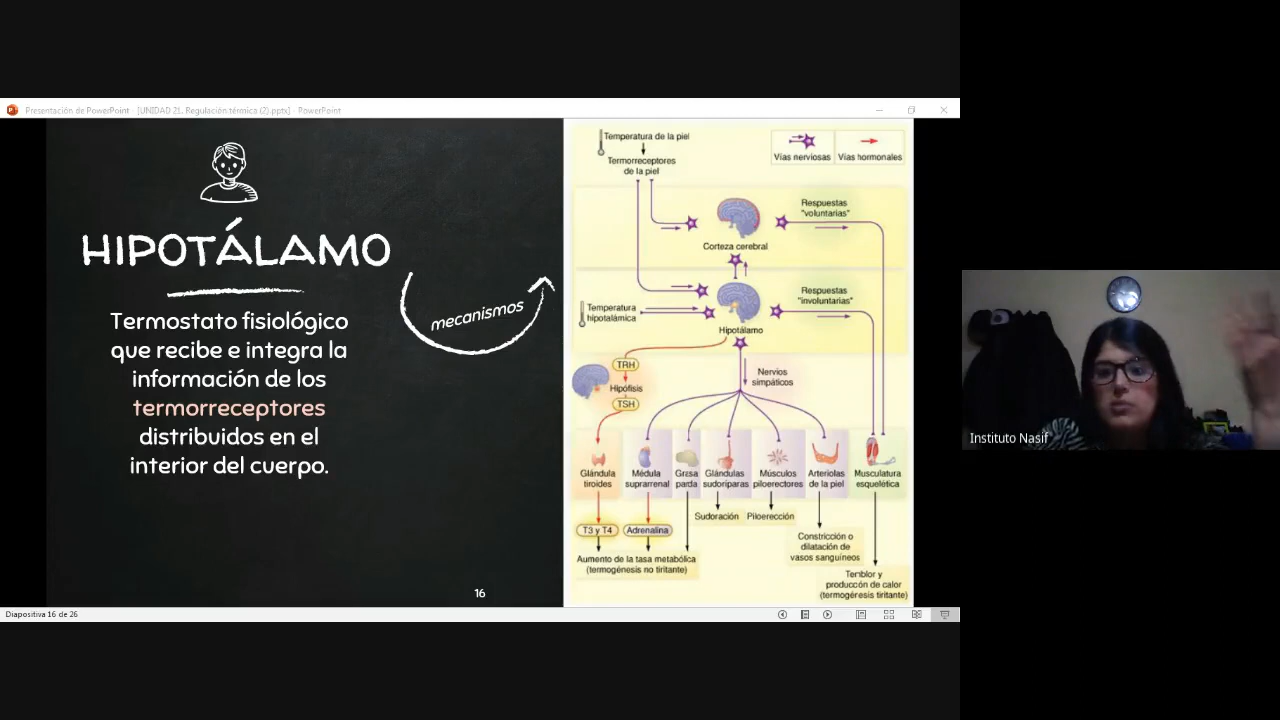 Presentación de PowerPoint - [UNIDAD 21. Regulación térmica (2).pptx] - PowerPoint
HIPOTÁLAMO
Termostato fisiológico
que recibe e integra la
información de los
termorreceptores
distribuidos en el
interior del cuerpo.
mecanismos
16
Temperatura de la piel
Termorreceptores
de la piel
Vías nerviosas
Vías hormonales
Respuestas
"voluntarias"
Corteza cerebral
Temperatura
hipotalámica
Respuestas
"involuntarias"
Hipotálamo
TRH
Hipófisis
TSH
Nervios
simpáticos
Glándula
tiroides
Médula
suprarrenal
Grasa
parda
Glándulas
sudoríparas
Músculos
piloerectores
Arteriolas
de la piel
Musculatura
esquelética
Sudoración
Piloerección
T3 y T4
Adrenalina
Constricción o
dilatación de
vasos sanguíneos
Aumento de la tasa metabólica
(termogénesis no tiritante)
Temblor y
producción de calor
(termogénesis tiritante)
Diapositiva 16 de 26
Instituto Nasif